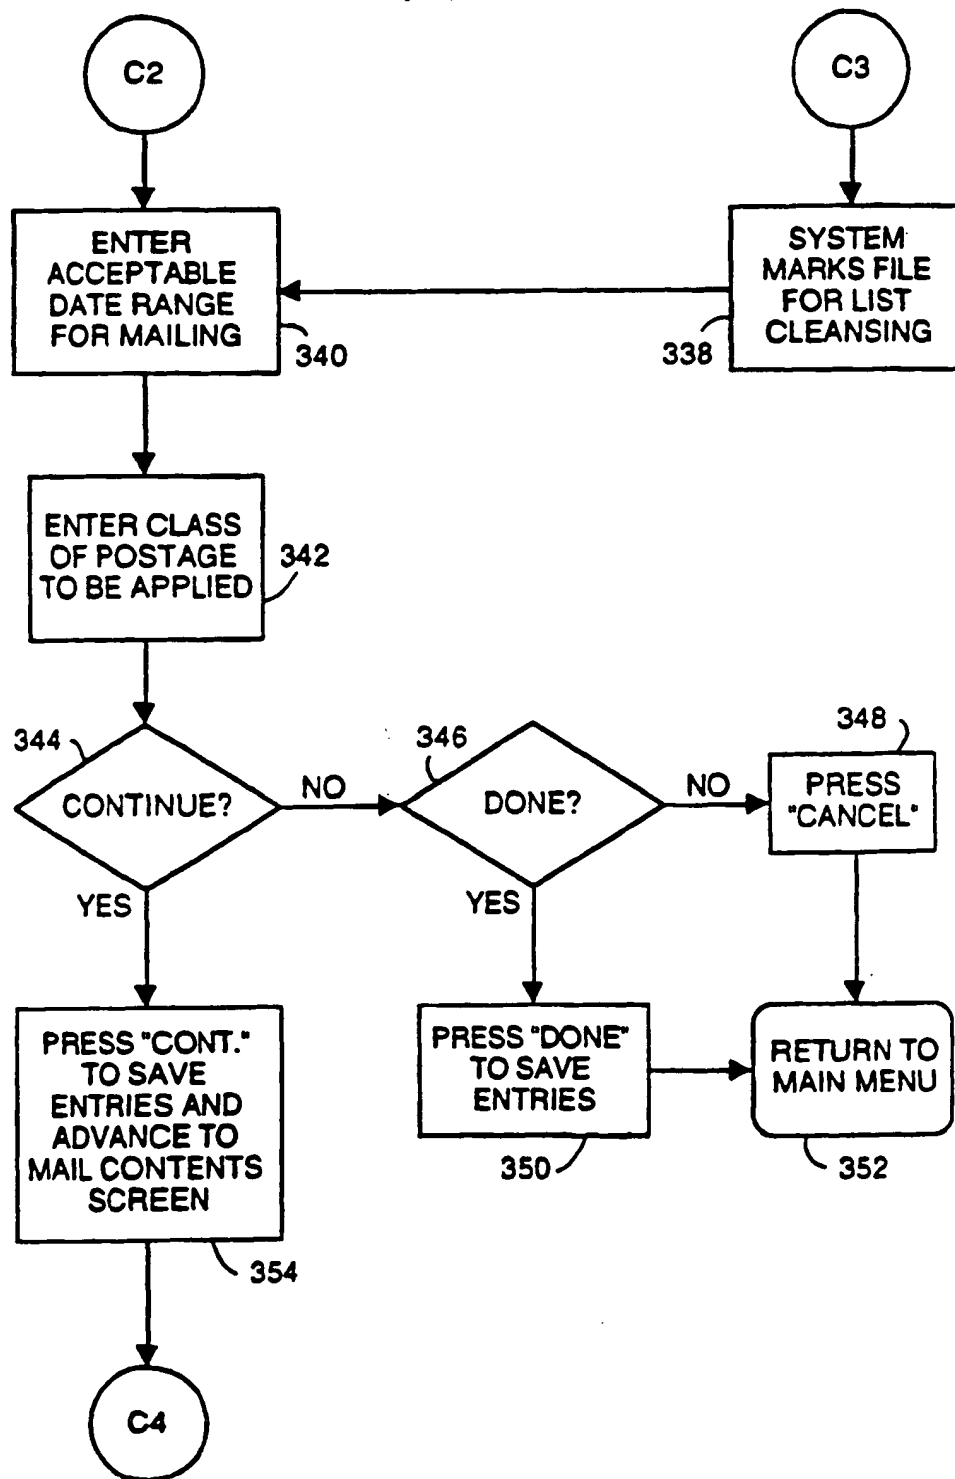 C2
C3
ENTER
ACCEPTABLE
DATE RANGE
FOR MAILING
340
SYSTEM
MARKS FILE
FOR LIST
CLEANSING
338
ENTER CLASS
OF POSTAGE
TO BE APPLIED
342
344
CONTINUE?
NO
346
DONE?
NO
348
PRESS
"CANCEL"
YES
YES
PRESS "CONT."
TO SAVE
ENTRIES AND
ADVANCE TO
MAIL CONTENTS
SCREEN
354
PRESS "DONE"
TO SAVE
ENTRIES
350
RETURN TO
MAIN MENU
352
C4